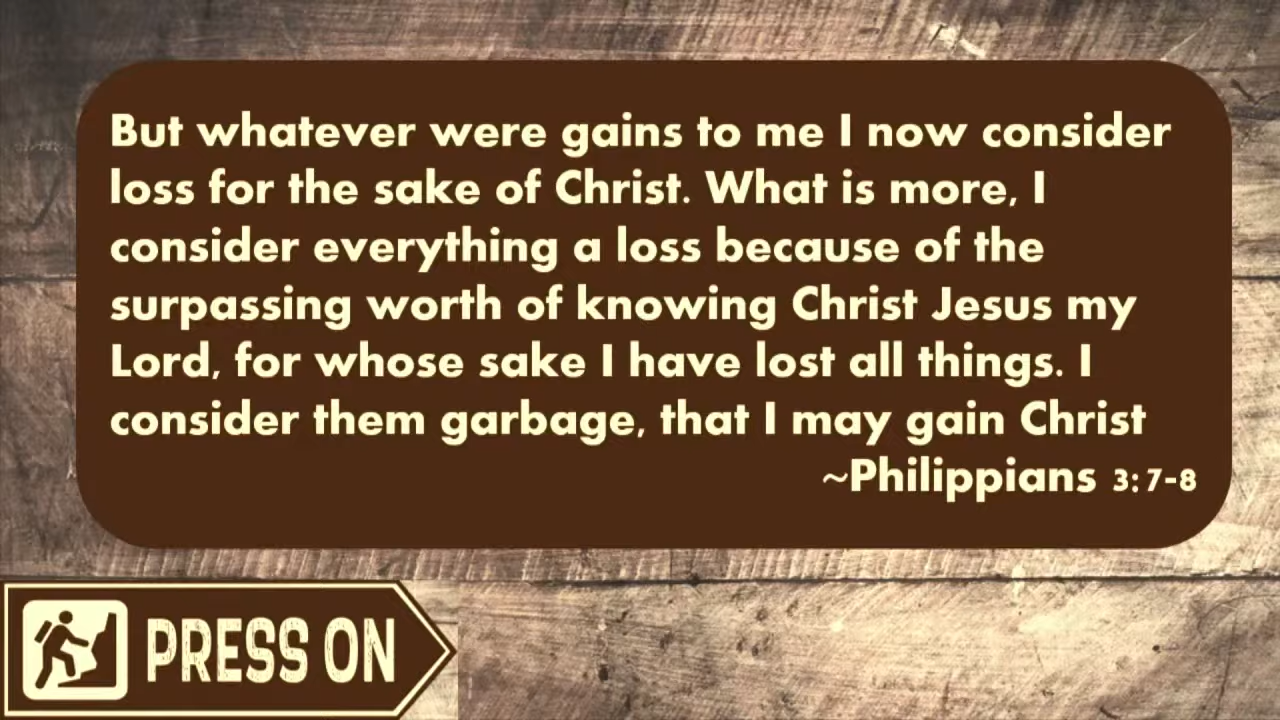 But whatever were gains to me I now consider
loss for the sake of Christ. What is more, I
consider everything a loss because of the
surpassing worth of knowing Christ Jesus my
Lord, for whose sake I have lost all things. I
consider them garbage, that I may gain Christ
~Philippians 3:7-8
PRESS ON